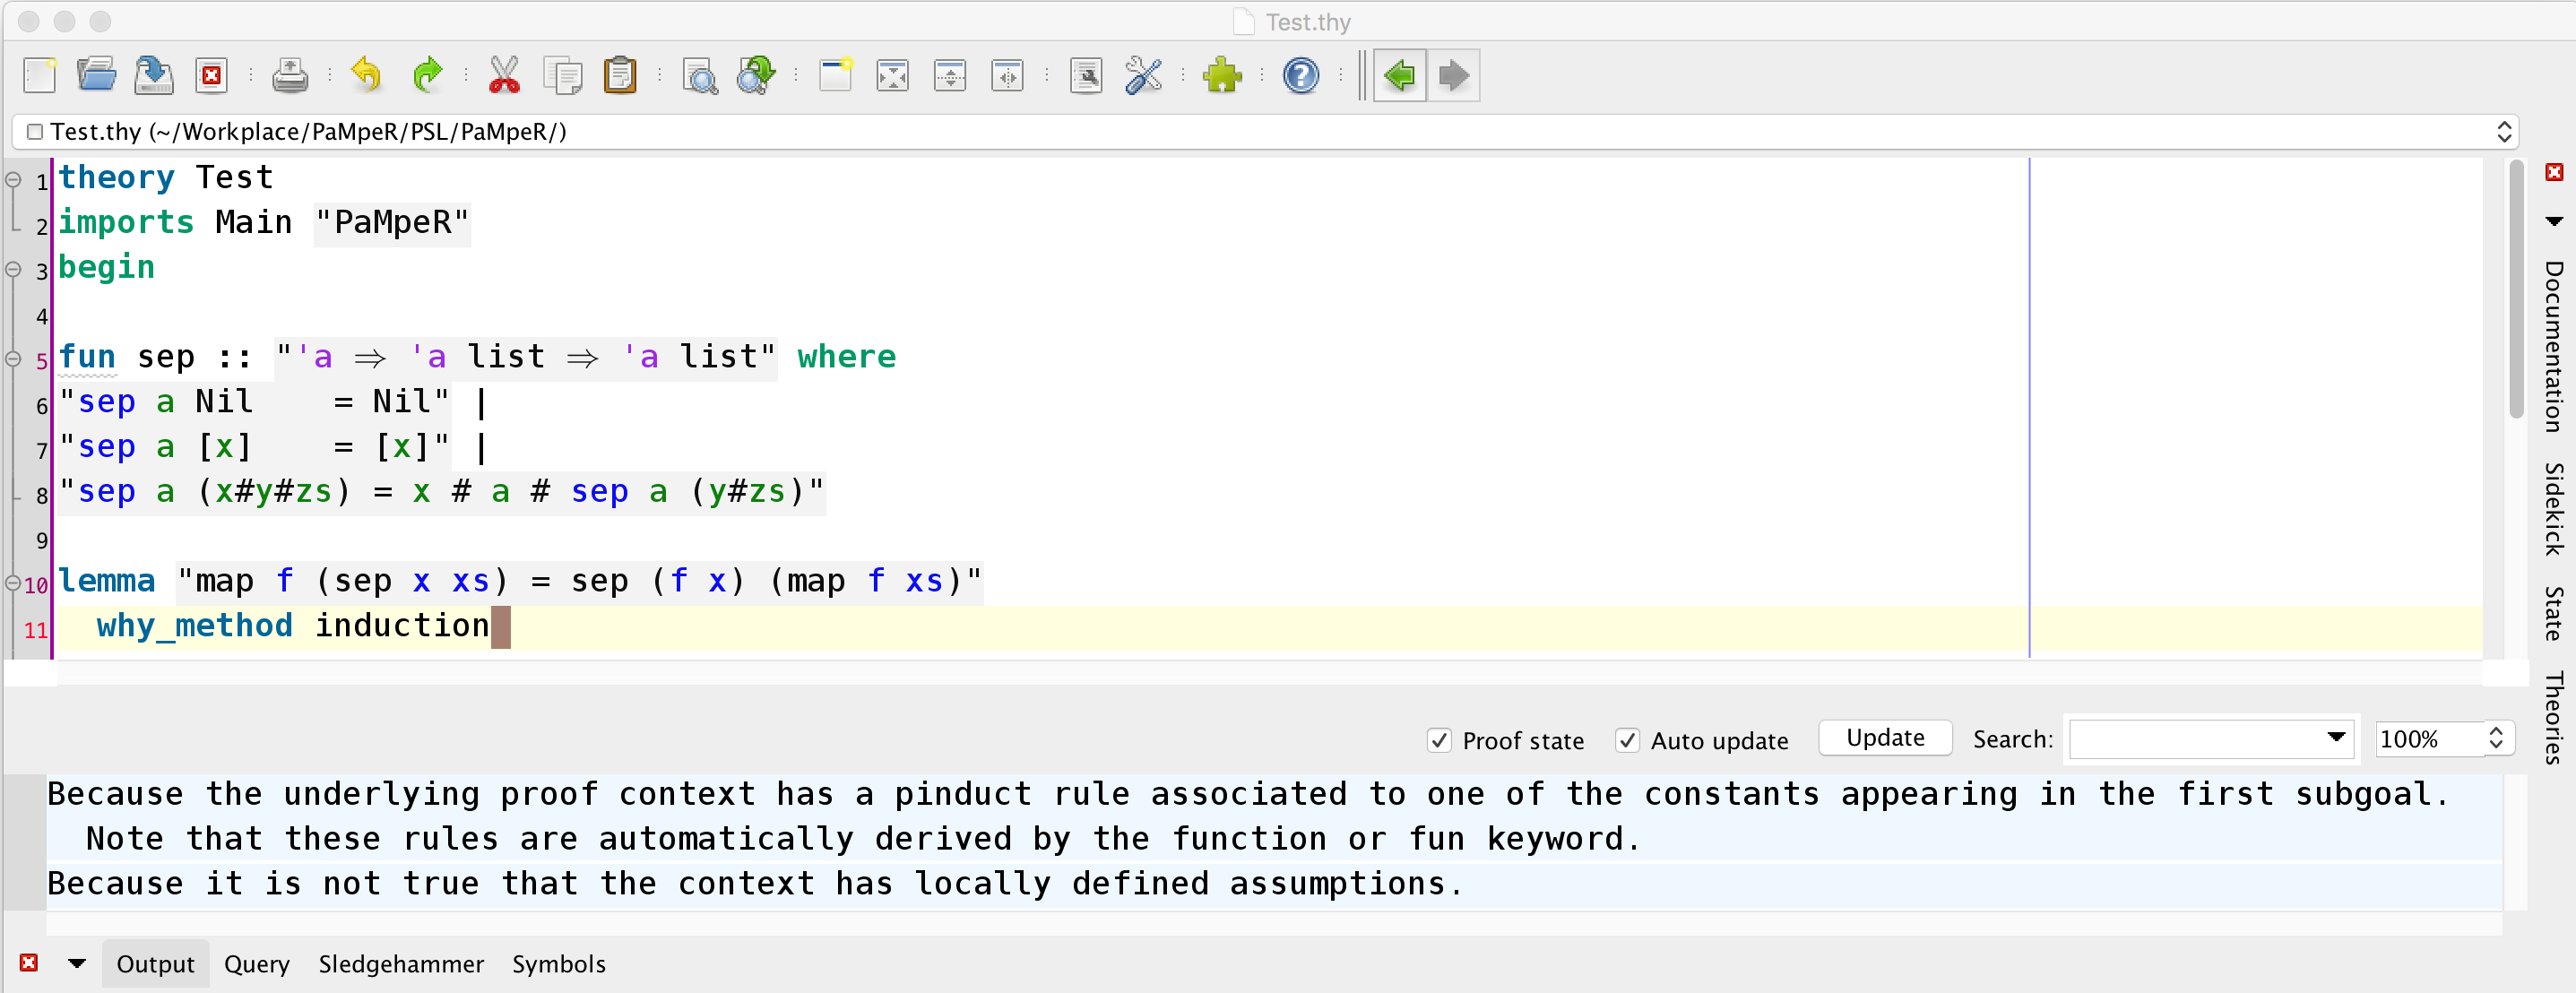 Test.thy
Test.thy (~/Workplace/PaMpeR/PSL/PaMpeR/)
1 theory Test
2 imports Main "PaMpeR"
3 begin
4
5 fun sep :: "'a ⇒ 'a list ⇒ 'a list" where
6 "sep a Nil    = Nil" |
7 "sep a [x]    = [x]" |
8 "sep a (x#y#zs) = x # a # sep a (y#zs)"
9
10 lemma "map f (sep x xs) = sep (f x) (map f xs)"
11   why_method induction
Documentation
Sidekick
State
Theories
Proof state Auto update Update Search: 100%
Because the underlying proof context has a pinduct rule associated to one of the constants appearing in the first subgoal.
  Note that these rules are automatically derived by the function or fun keyword.
Because it is not true that the context has locally defined assumptions.
Output Query Sledgehammer Symbols